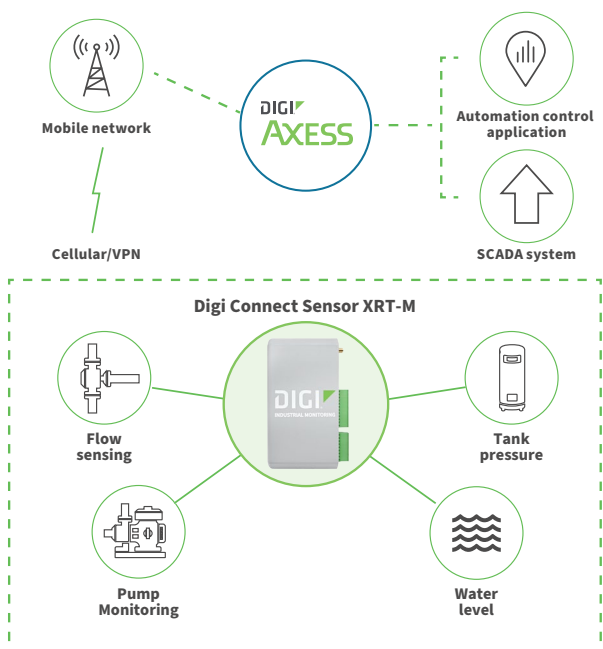 Mobile network
DIGI
AXESS
Automation control
application
SCADA system
Cellular/VPN
Digi Connect Sensor XRT-M
Flow
sensing
DIGI
INDUSTRIAL MONITORING
Tank
pressure
Pump
Monitoring
Water
level